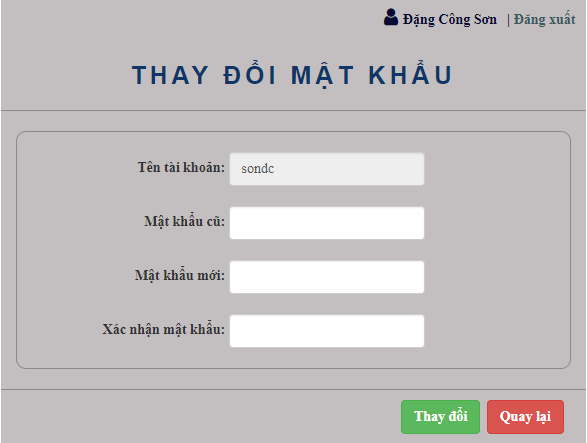 Đặng Công Sơn | Đăng xuất
THAY ĐỔI MẬT KHẨU
Tên tài khoản: sondc
Mật khẩu cũ:
Mật khẩu mới:
Xác nhận mật khẩu:
Thay đổi Quay lại